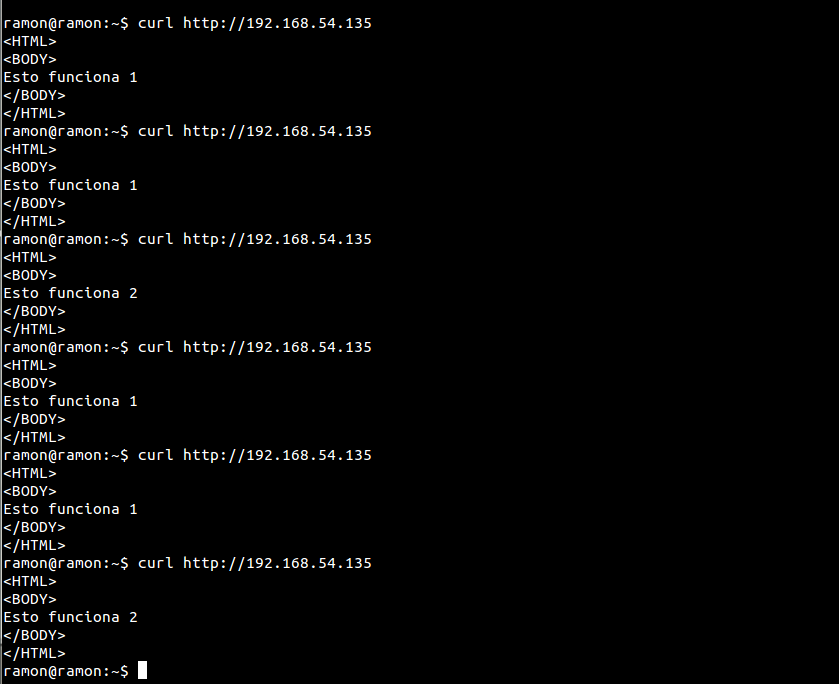 ramon@ramon:~$ curl http://192.168.54.135
<HTML>
<BODY>
Esto funciona 1
</BODY>
</HTML>
ramon@ramon:~$ curl http://192.168.54.135
<HTML>
<BODY>
Esto funciona 1
</BODY>
</HTML>
ramon@ramon:~$ curl http://192.168.54.135
<HTML>
<BODY>
Esto funciona 2
</BODY>
</HTML>
ramon@ramon:~$ curl http://192.168.54.135
<HTML>
<BODY>
Esto funciona 1
</BODY>
</HTML>
ramon@ramon:~$ curl http://192.168.54.135
<HTML>
<BODY>
Esto funciona 1
</BODY>
</HTML>
ramon@ramon:~$ curl http://192.168.54.135
<HTML>
<BODY>
Esto funciona 2
</BODY>
</HTML>
ramon@ramon:~$